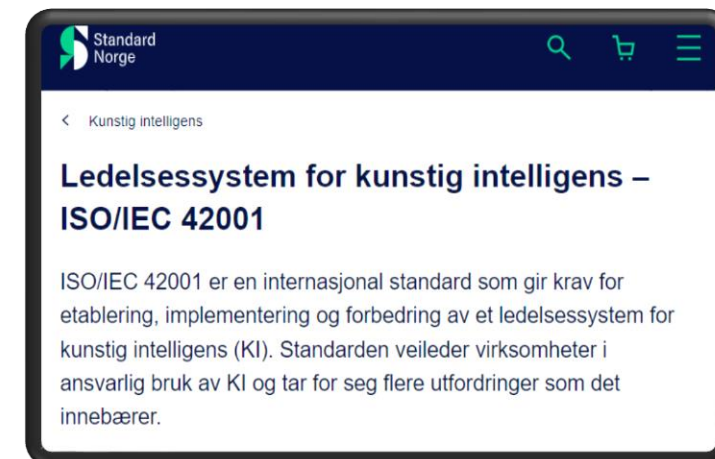 Standard
Norge
Kunstig intelligens
Ledelsessystem for kunstig intelligens –
ISO/IEC 42001
ISO/IEC 42001 er en internasjonal standard som gir krav for
etablering, implementering og forbedring av et ledelsessystem for
kunstig intelligens (KI). Standarden veileder virksomheter i
ansvarlig bruk av KI og tar for seg flere utfordringer som det
innebærer.